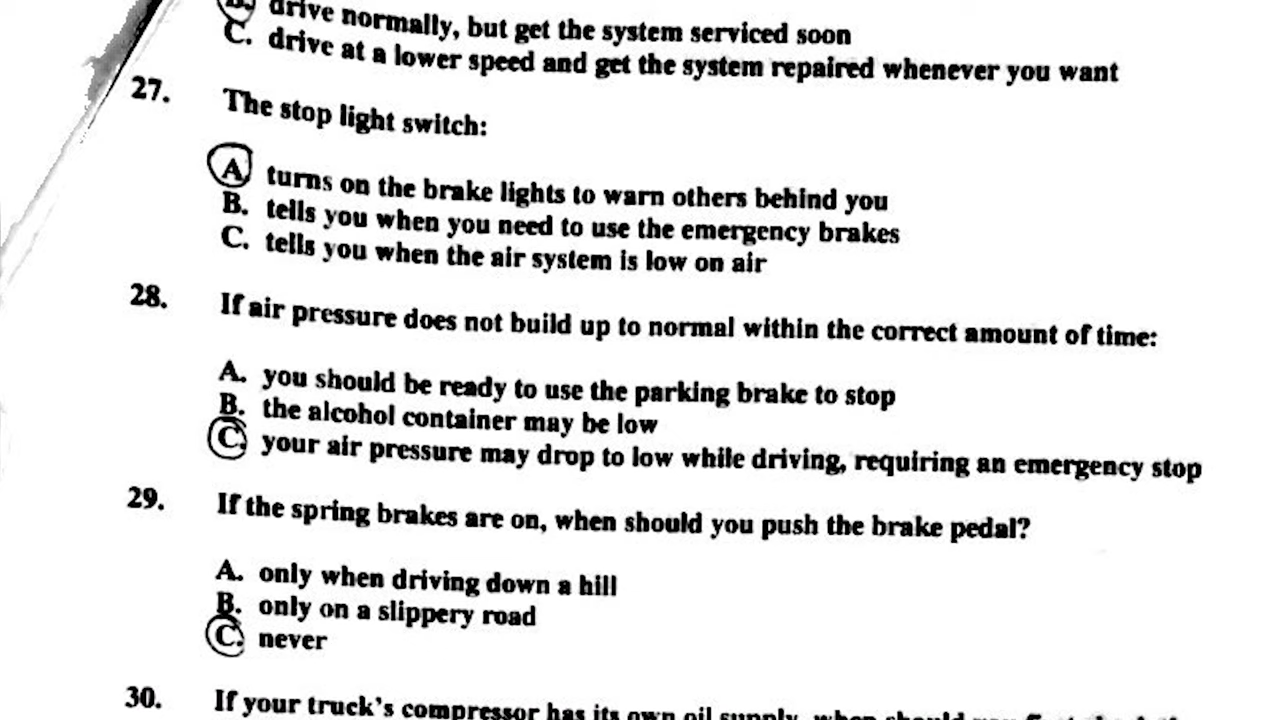 B. drive normally, but get the system serviced soon
C. drive at a lower speed and get the system repaired whenever you want
27. The stop light switch:
A. turns on the brake lights to warn others behind you
B. tells you when you need to use the emergency brakes
C. tells you when the air system is low on air
28. If air pressure does not build up to normal within the correct amount of time:
A. you should be ready to use the parking brake to stop
B. the alcohol container may be low
C. your air pressure may drop to low while driving, requiring an emergency stop
29. If the spring brakes are on, when should you push the brake pedal?
A. only when driving down a hill
B. only on a slippery road
C. never
30. If your truck's compressor has its own oil supply, when should you